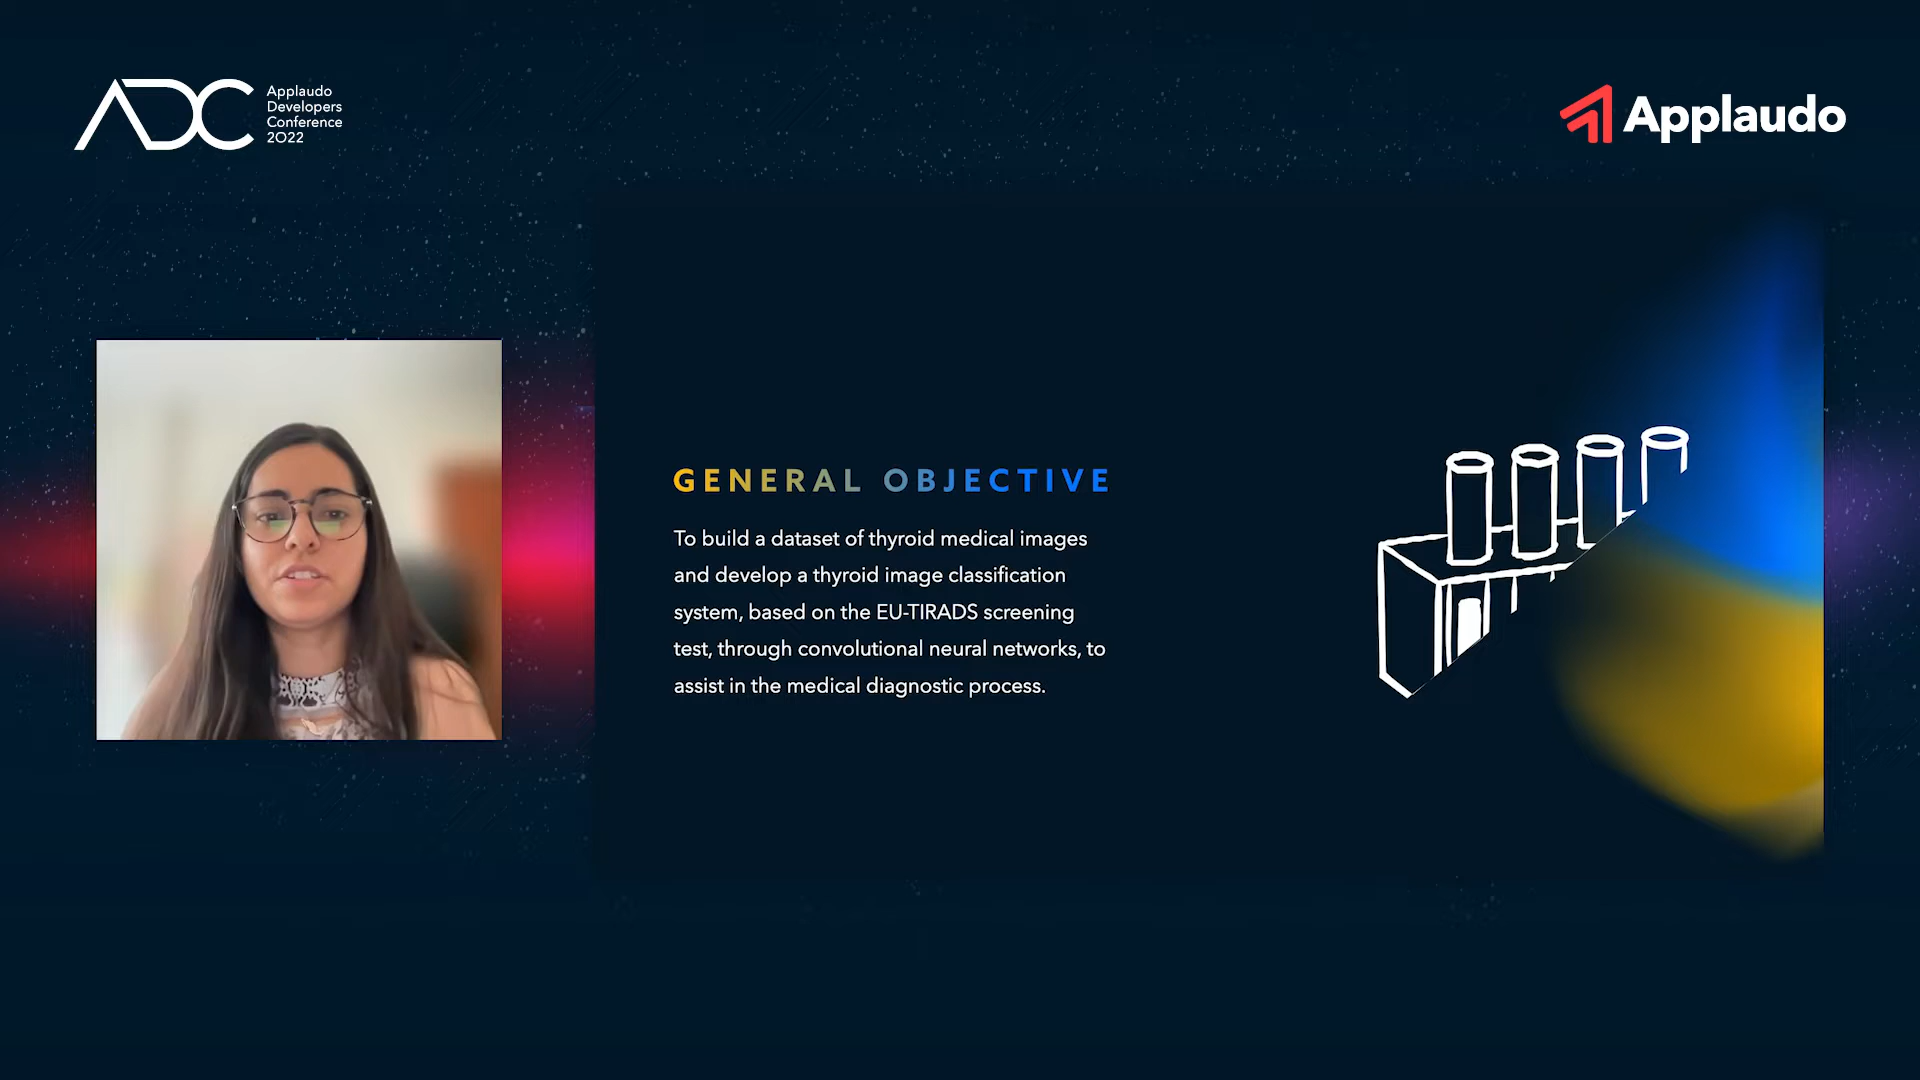 Applaudo
Developers
Conference
2022
ADC
Applaudo
GENERAL OBJECTIVE
To build a dataset of thyroid medical images
and develop a thyroid image classification
system, based on the EU-TIRADS screening
test, through convolutional neural networks, to
assist in the medical diagnostic process.